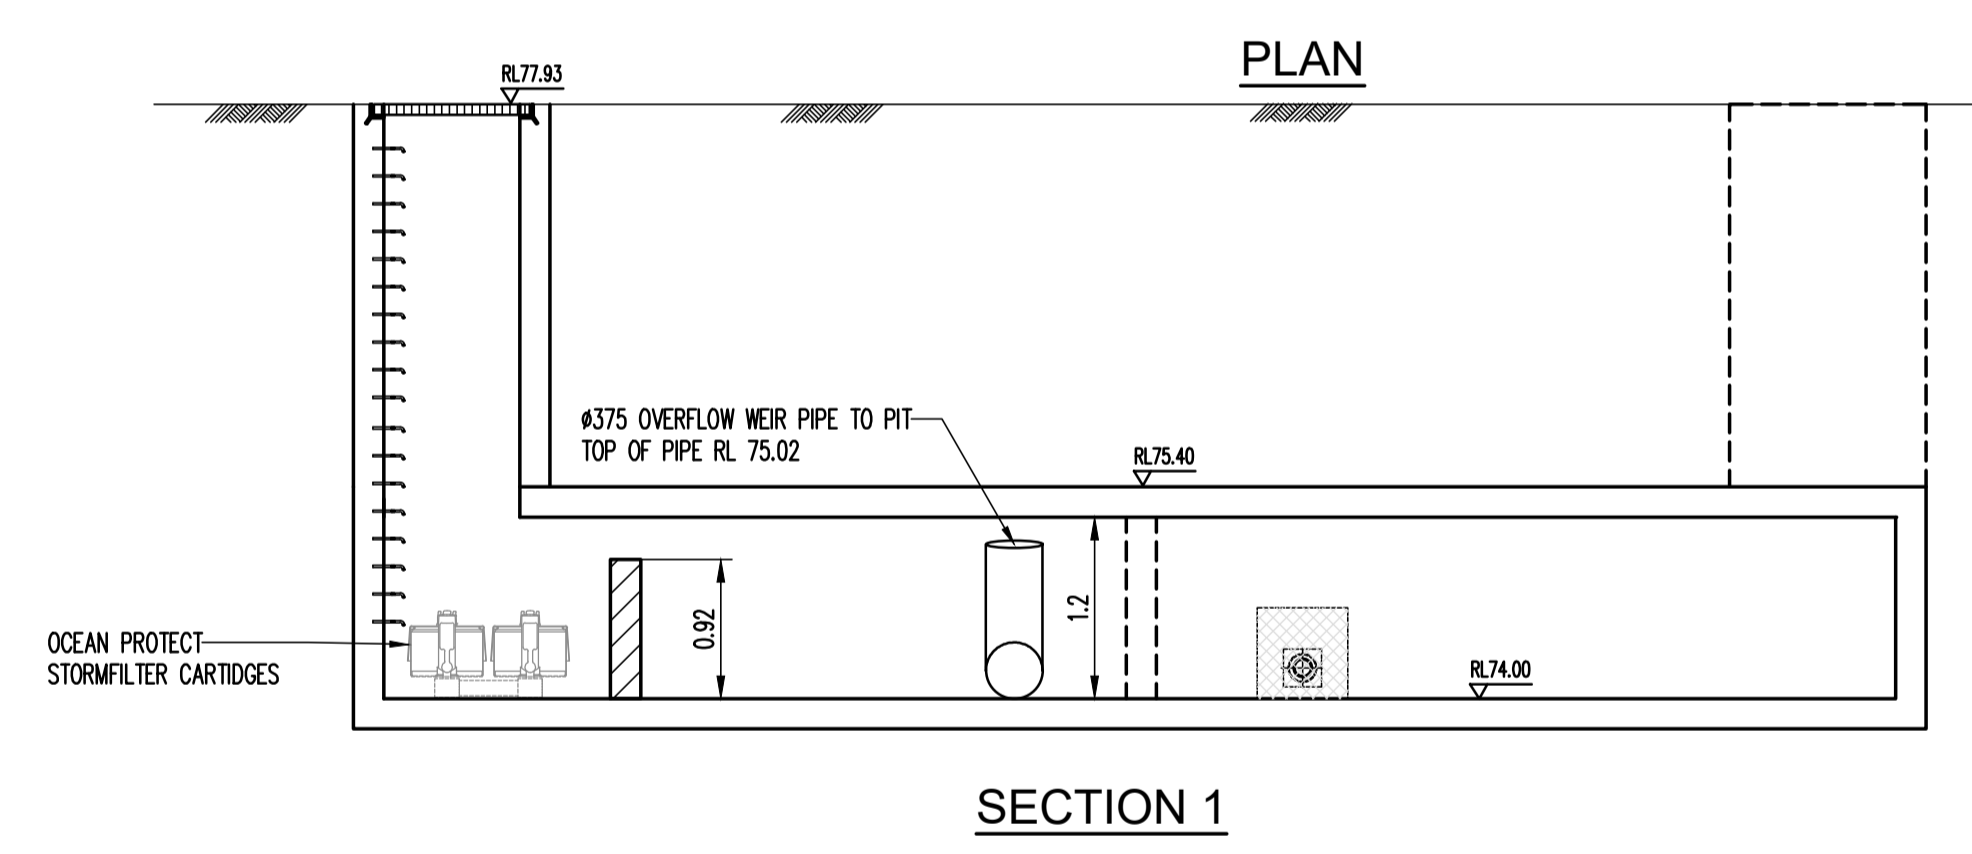 PLAN
RL77.93
ø375 OVERFLOW WEIR PIPE TO PIT
TOP OF PIPE RL 75.02
RL75.40
0.92
1.2
OCEAN PROTECT
STORMFILTER CARTIDGES
RL74.00
SECTION 1